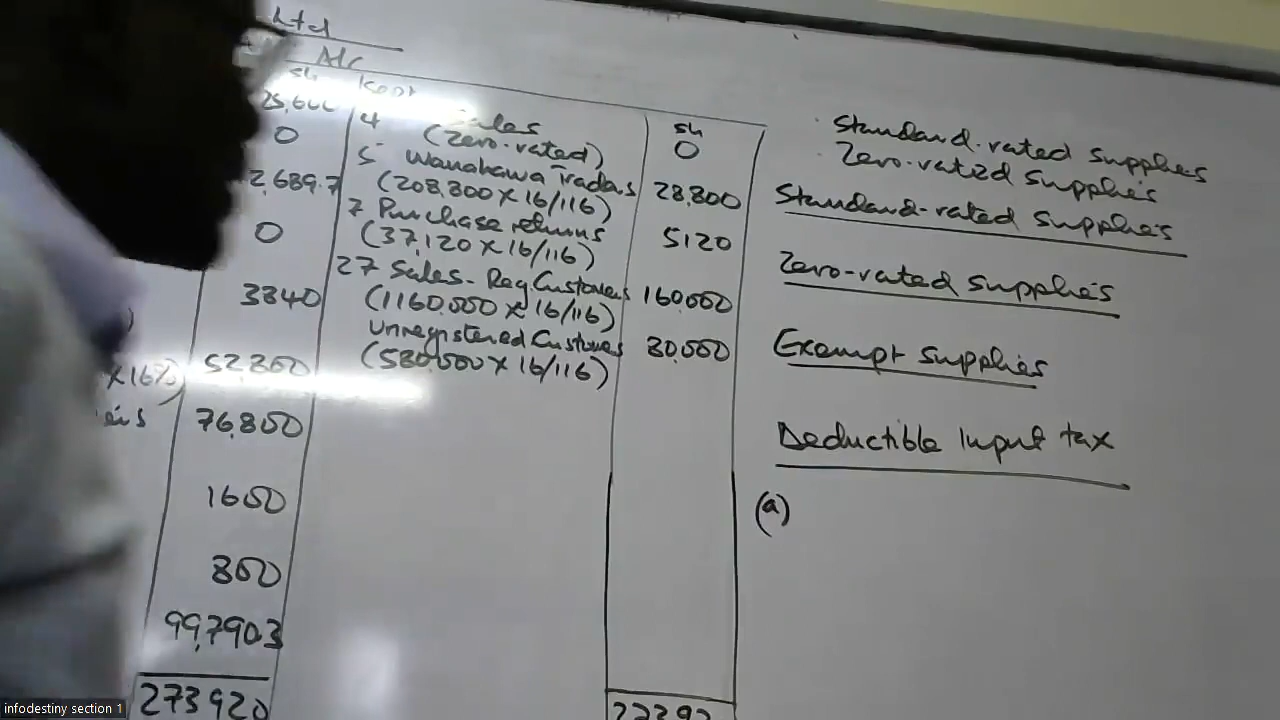 Ltd
A/c
sh
25,600
0
2,689.7
0
3840
x16%)
52,800
76,800
1600
800
99,790.3
273920
4 Sales
(Zero-rated)
5 Wanahawa Traders
(208,800 x 16/116)
7 Purchase returns
(37,120 x 16/116)
27 Sales - Reg Customers
(1160,000 x 16/116)
Unregistered Customers
(580,000 x 16/116)
sh
0
28,800
5120
160,000
80,000
Standard-rated supplies
Zero-rated supplies
Standard-rated supplies
Zero-rated supplies
Exempt supplies
Deductible input tax
(a)
infodestiny section 1